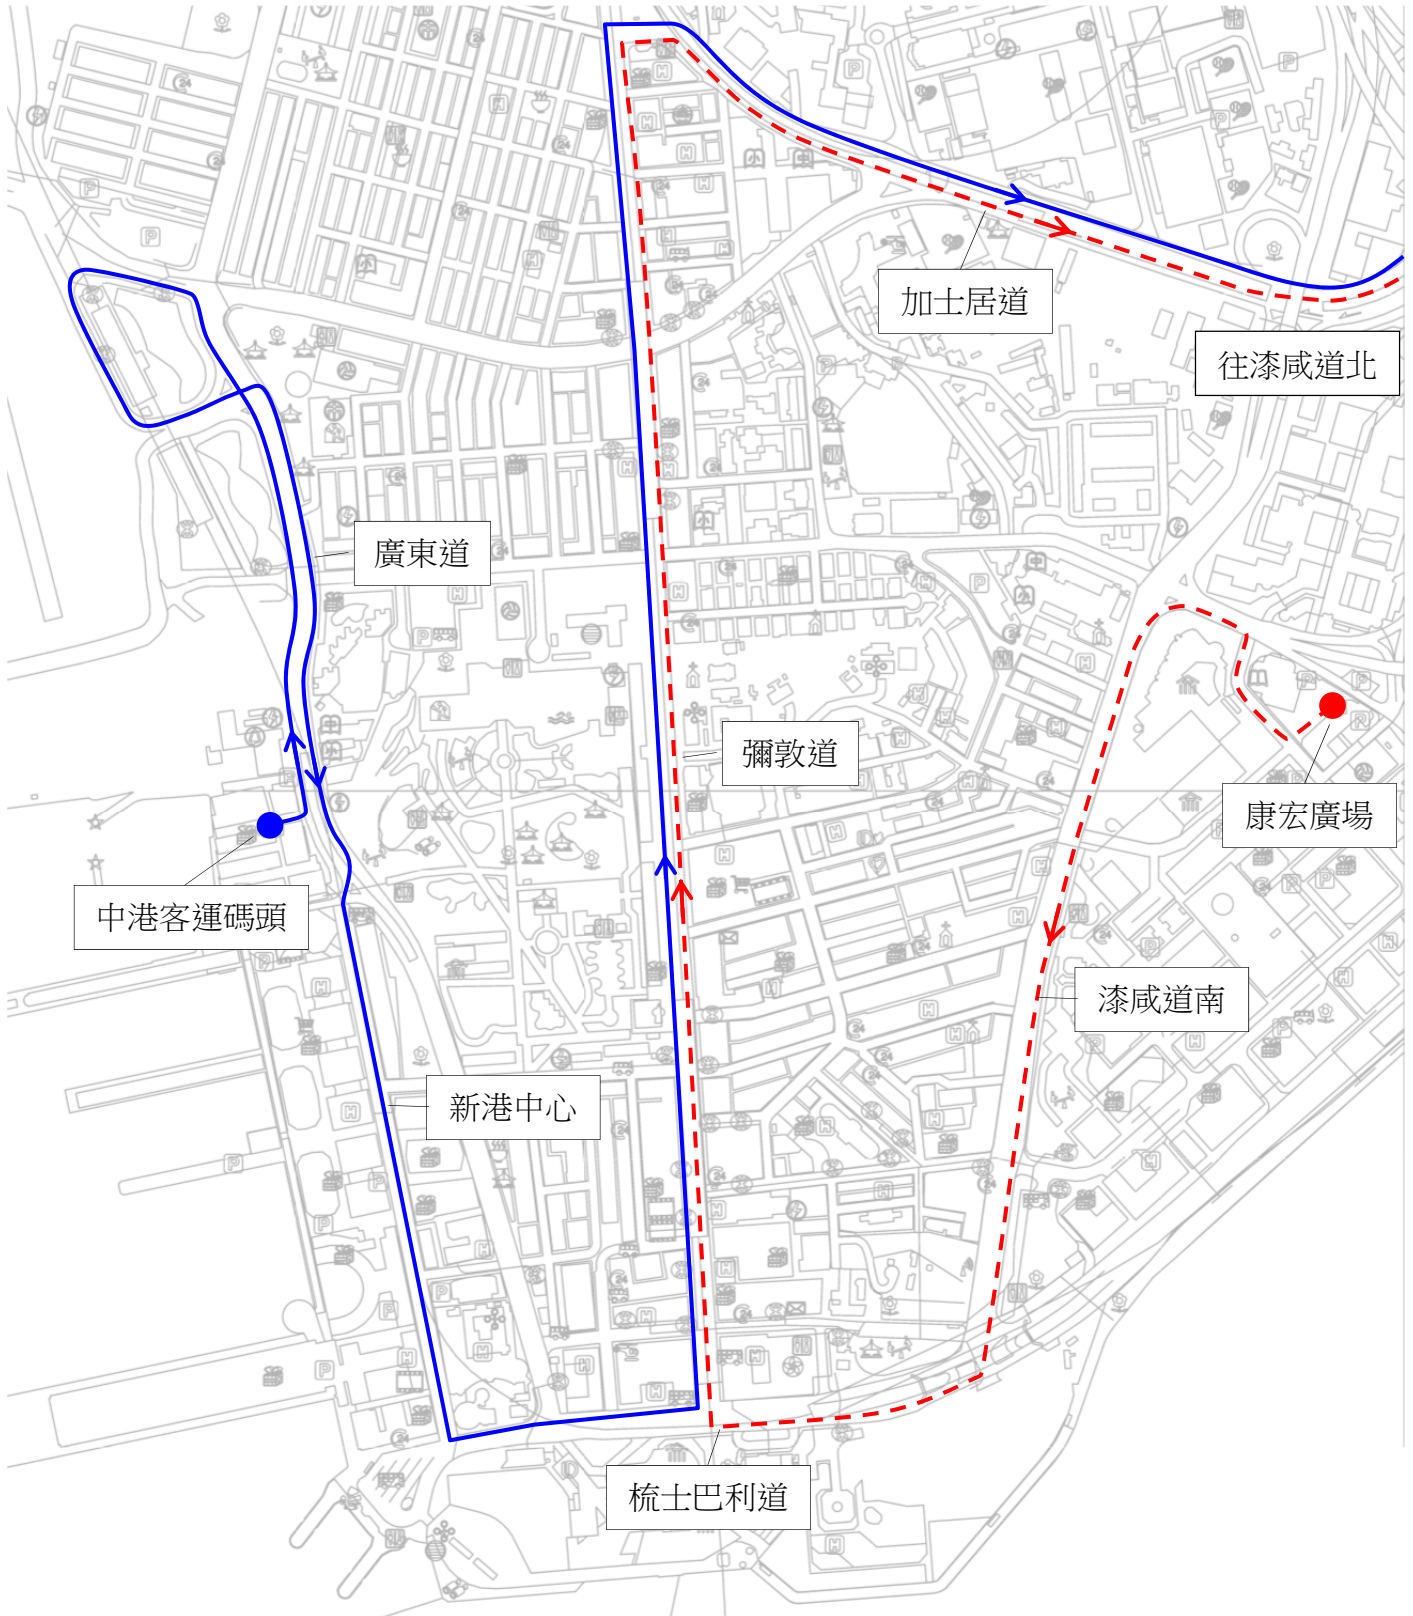 加士居道
往漆咸道北
廣東道
彌敦道
康宏廣場
中港客運碼頭
漆咸道南
新港中心
梳士巴利道